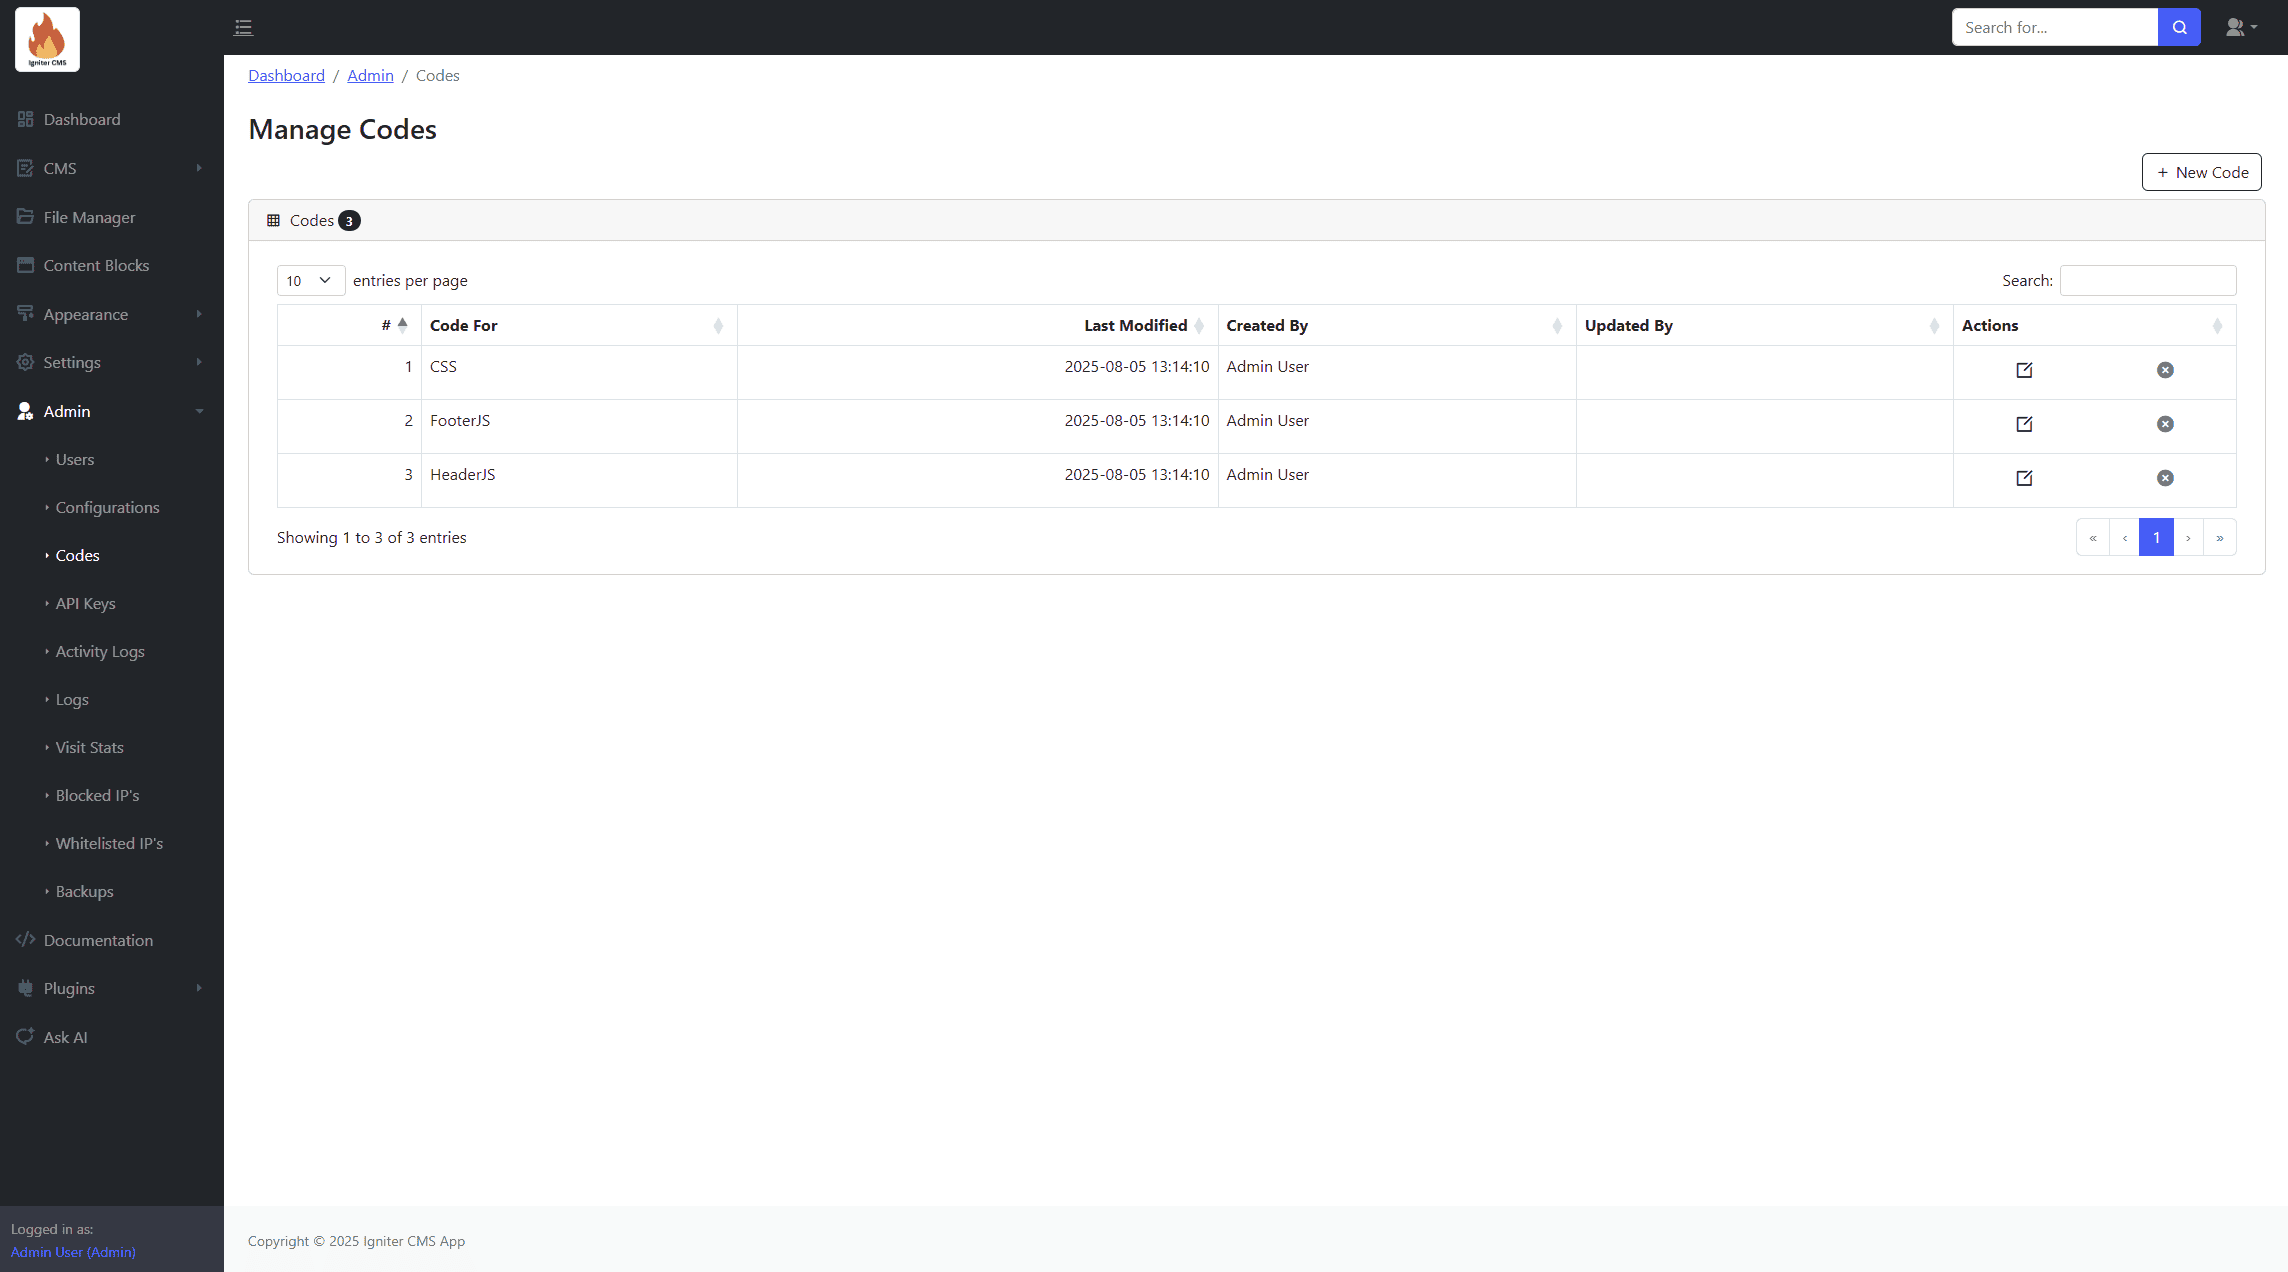 Igniter CMS
Search for...
Dashboard / Admin / Codes
Dashboard
CMS
File Manager
Content Blocks
Appearance
Settings
Admin
Users
Configurations
Codes
API Keys
Activity Logs
Logs
Visit Stats
Blocked IP's
Whitelisted IP's
Backups
Documentation
Plugins
Ask AI
Logged in as:
Admin User (Admin)
Manage Codes
+ New Code
Codes 3
10 entries per page
Search:
# Code For Last Modified Created By Updated By Actions
1 CSS 2025-08-05 13:14:10 Admin User
2 FooterJS 2025-08-05 13:14:10 Admin User
3 HeaderJS 2025-08-05 13:14:10 Admin User
Showing 1 to 3 of 3 entries
« ‹ 1 › »
Copyright © 2025 Igniter CMS App